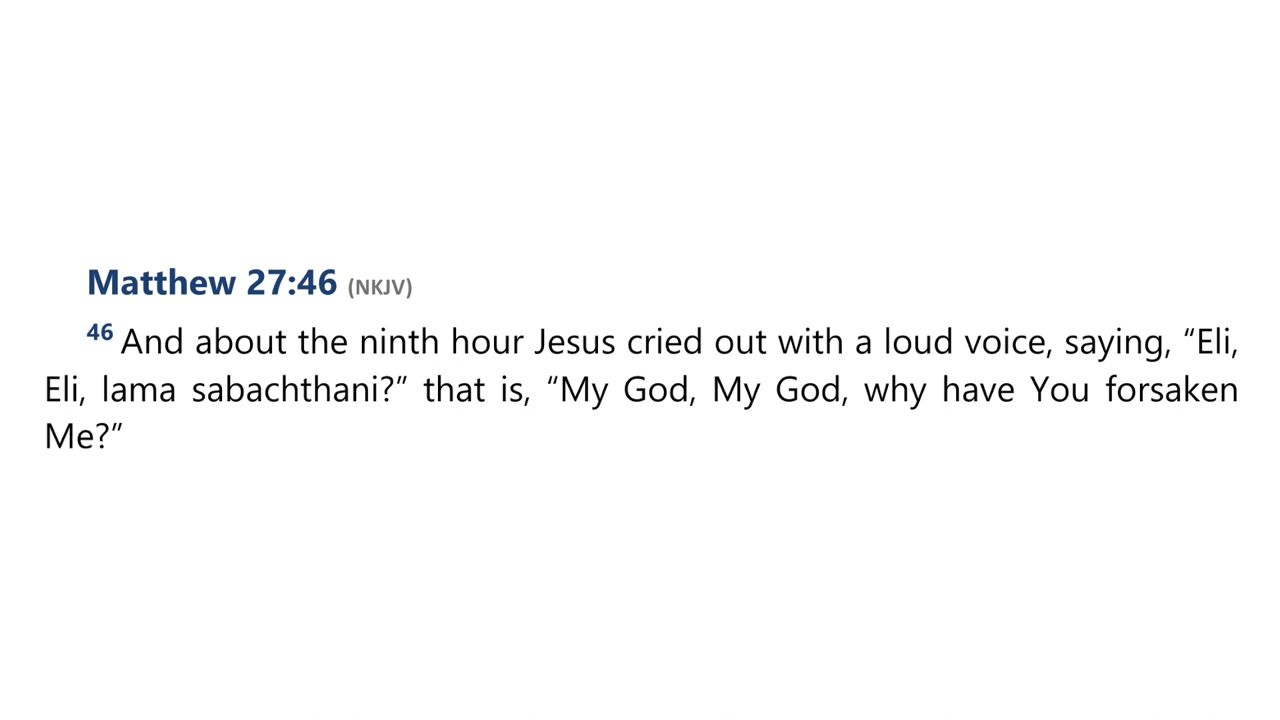 Matthew 27:46 (NKJV)
46 And about the ninth hour Jesus cried out with a loud voice, saying, “Eli,
Eli, lama sabachthani?” that is, “My God, My God, why have You forsaken
Me?”